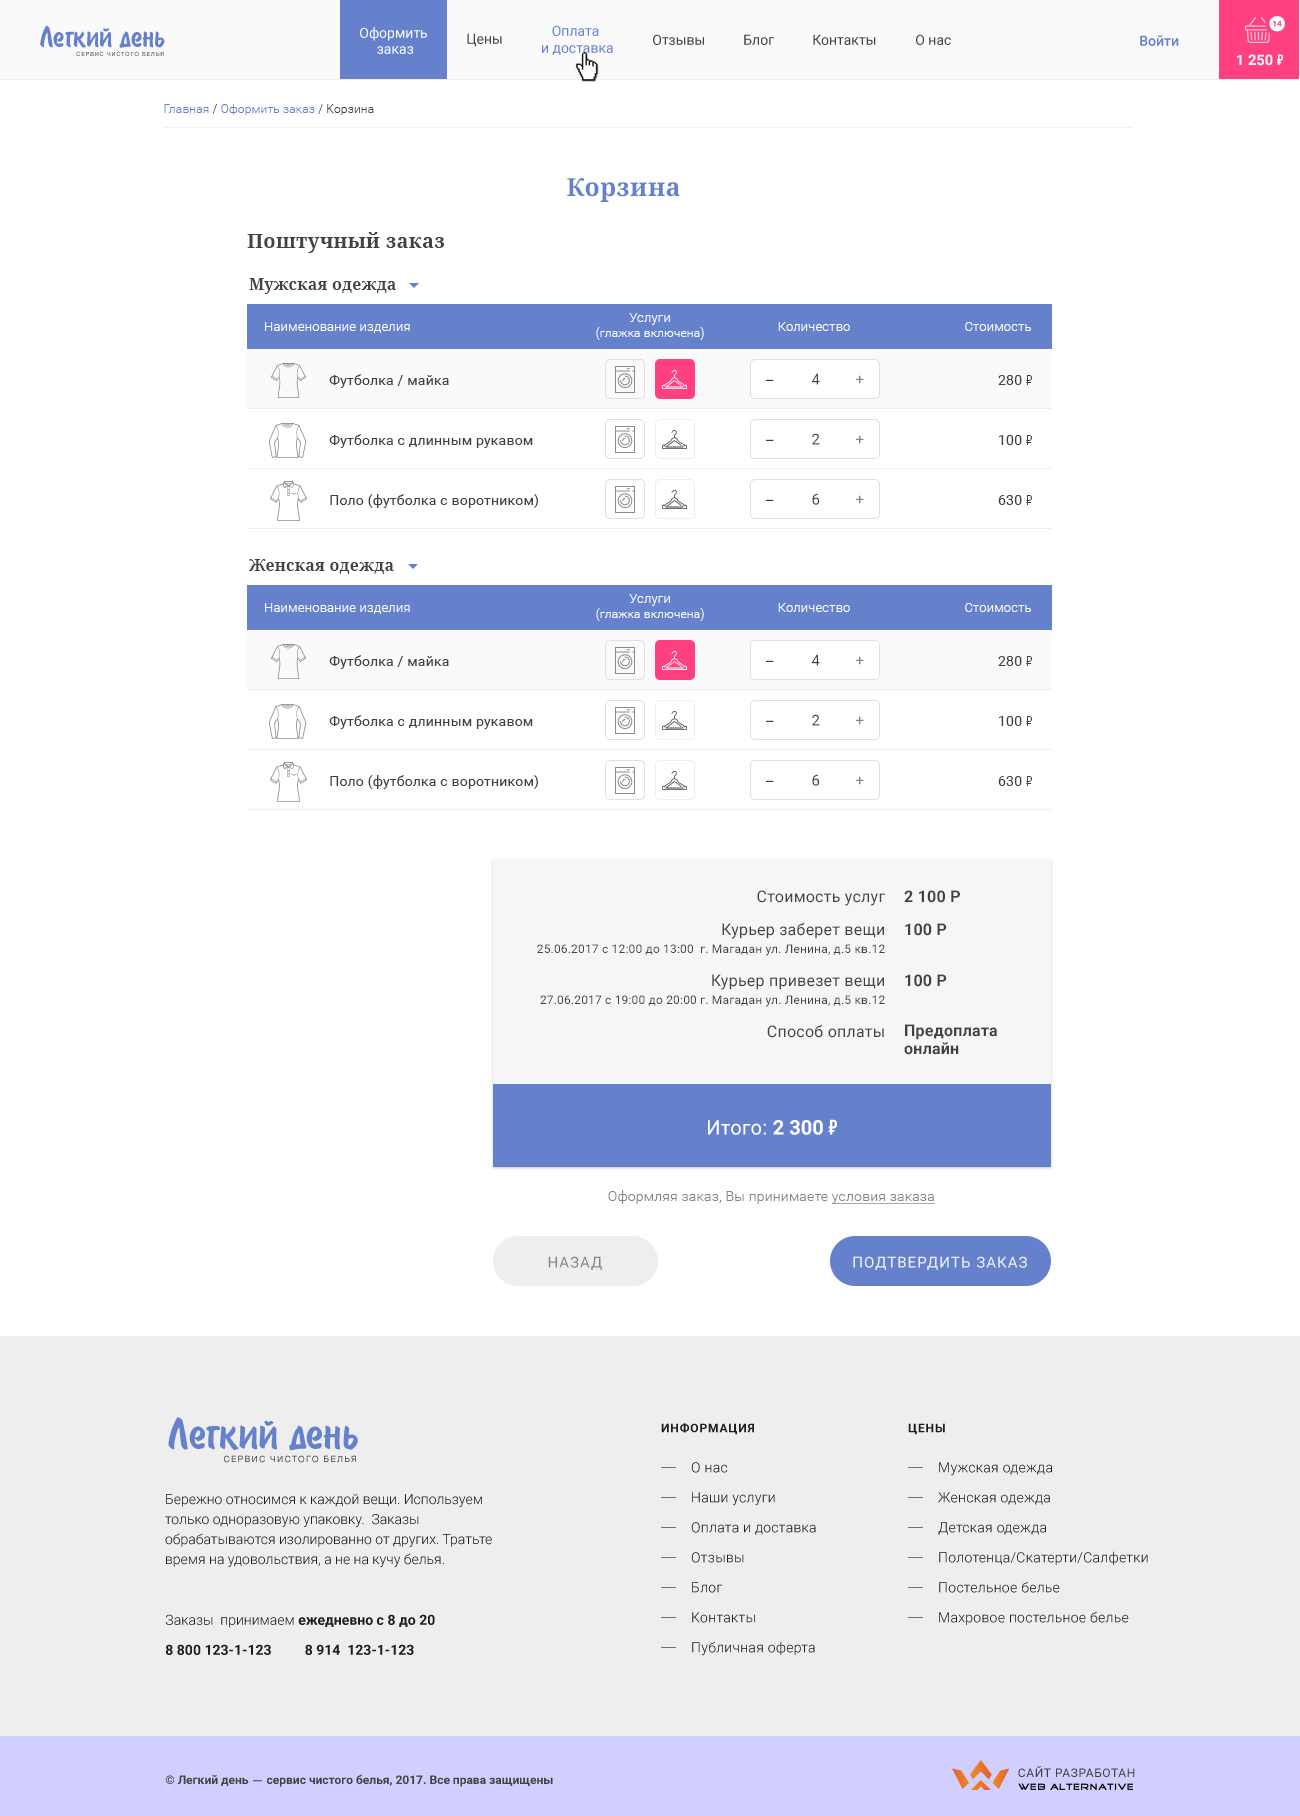 Легкий день
СЕРВИС ЧИСТОГО БЕЛЬЯ
Оформить
заказ
Цены
Оплата
и доставка
Отзывы
Блог
Контакты
О нас
Войти
14
1 250 ₽
Главная / Оформить заказ / Корзина
Корзина
Поштучный заказ
Мужская одежда
Наименование изделия
Услуги
(глажка включена)
Количество
Стоимость
Футболка / майка
– 4 +
280 ₽
Футболка с длинным рукавом
– 2 +
100 ₽
Поло (футболка с воротником)
– 6 +
630 ₽
Женская одежда
Наименование изделия
Услуги
(глажка включена)
Количество
Стоимость
Футболка / майка
– 4 +
280 ₽
Футболка с длинным рукавом
– 2 +
100 ₽
Поло (футболка с воротником)
– 6 +
630 ₽
Стоимость услуг 2 100 Р
Курьер заберет вещи 100 Р
25.06.2017 с 12:00 до 13:00 г. Магадан ул. Ленина, д.5 кв.12
Курьер привезет вещи 100 Р
27.06.2017 с 19:00 до 20:00 г. Магадан ул. Ленина, д.5 кв.12
Способ оплаты Предоплата
онлайн
Итого: 2 300 ₽
Оформляя заказ, Вы принимаете условия заказа
НАЗАД
ПОДТВЕРДИТЬ ЗАКАЗ
Легкий день
СЕРВИС ЧИСТОГО БЕЛЬЯ
Бережно относимся к каждой вещи. Используем
только одноразовую упаковку. Заказы
обрабатываются изолированно от других. Тратьте
время на удовольствия, а не на кучу белья.
Заказы принимаем ежедневно с 8 до 20
8 800 123-1-123 8 914 123-1-123
ИНФОРМАЦИЯ
— О нас
— Наши услуги
— Оплата и доставка
— Отзывы
— Блог
— Контакты
— Публичная оферта
ЦЕНЫ
— Мужская одежда
— Женская одежда
— Детская одежда
— Полотенца/Скатерти/Салфетки
— Постельное белье
— Махровое постельное белье
© Легкий день — сервис чистого белья, 2017. Все права защищены
САЙТ РАЗРАБОТАН
WEB ALTERNATIVE